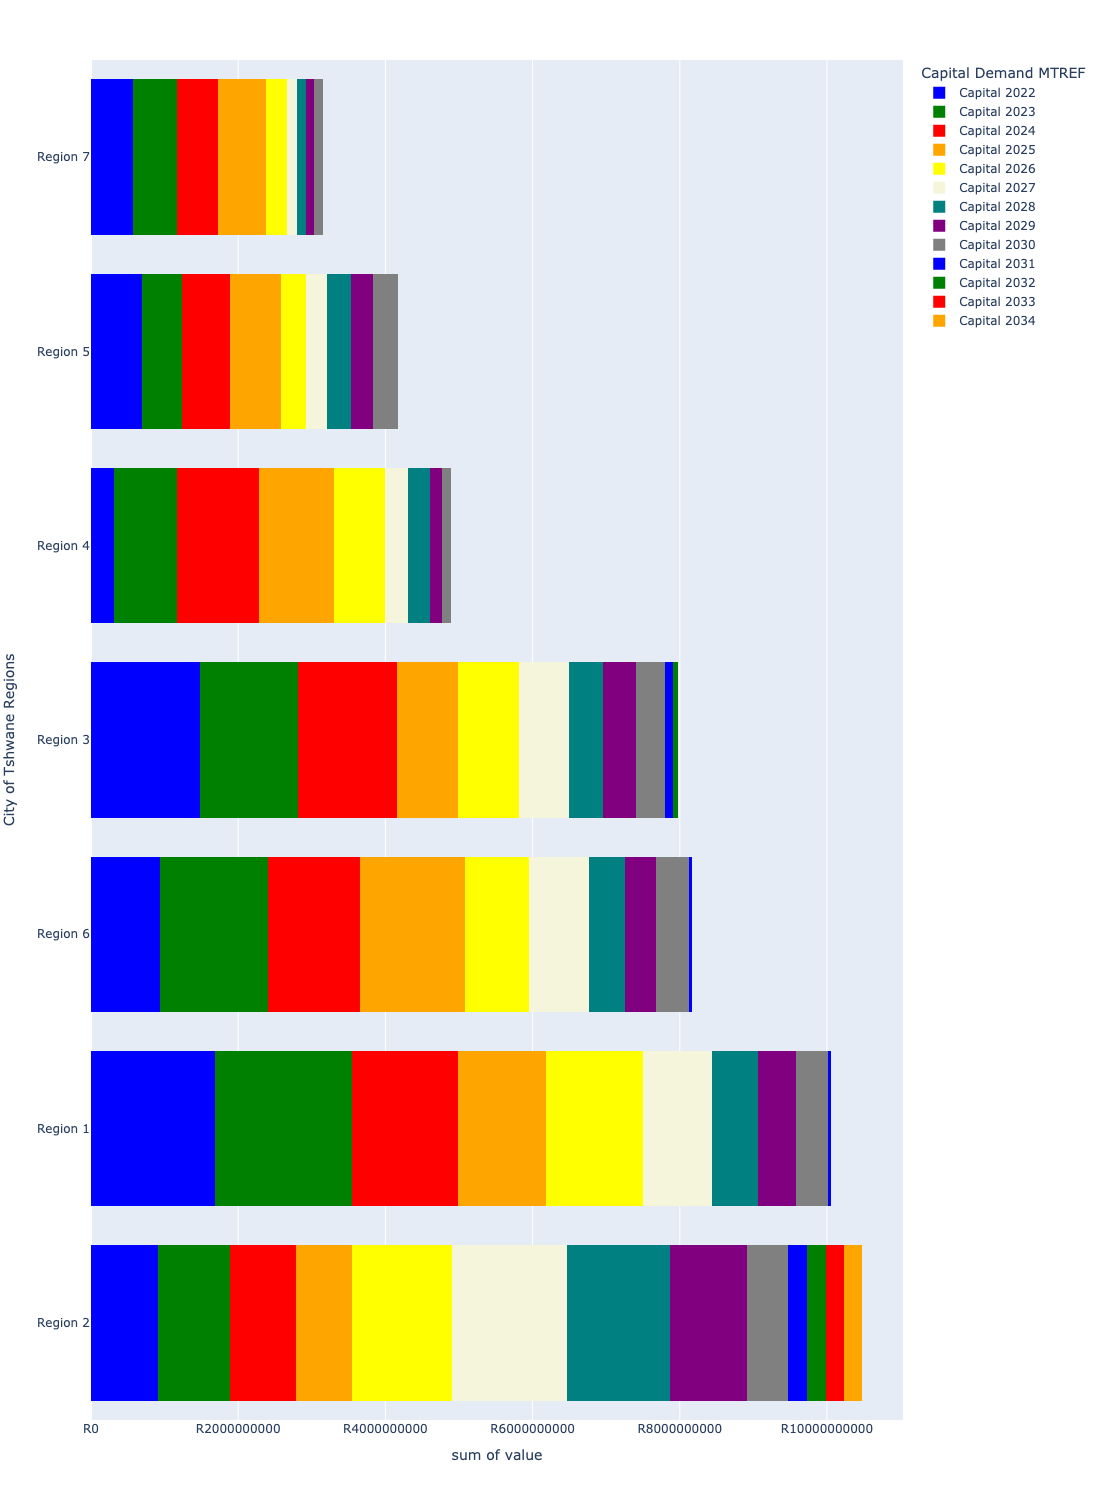 Capital Demand MTREF
Capital 2022
Capital 2023
Capital 2024
Capital 2025
Capital 2026
Capital 2027
Capital 2028
Capital 2029
Capital 2030
Capital 2031
Capital 2032
Capital 2033
Capital 2034
City of Tshwane Regions
Region 7
Region 5
Region 4
Region 3
Region 6
Region 1
Region 2
R0 R2000000000 R4000000000 R6000000000 R8000000000 R10000000000
sum of value